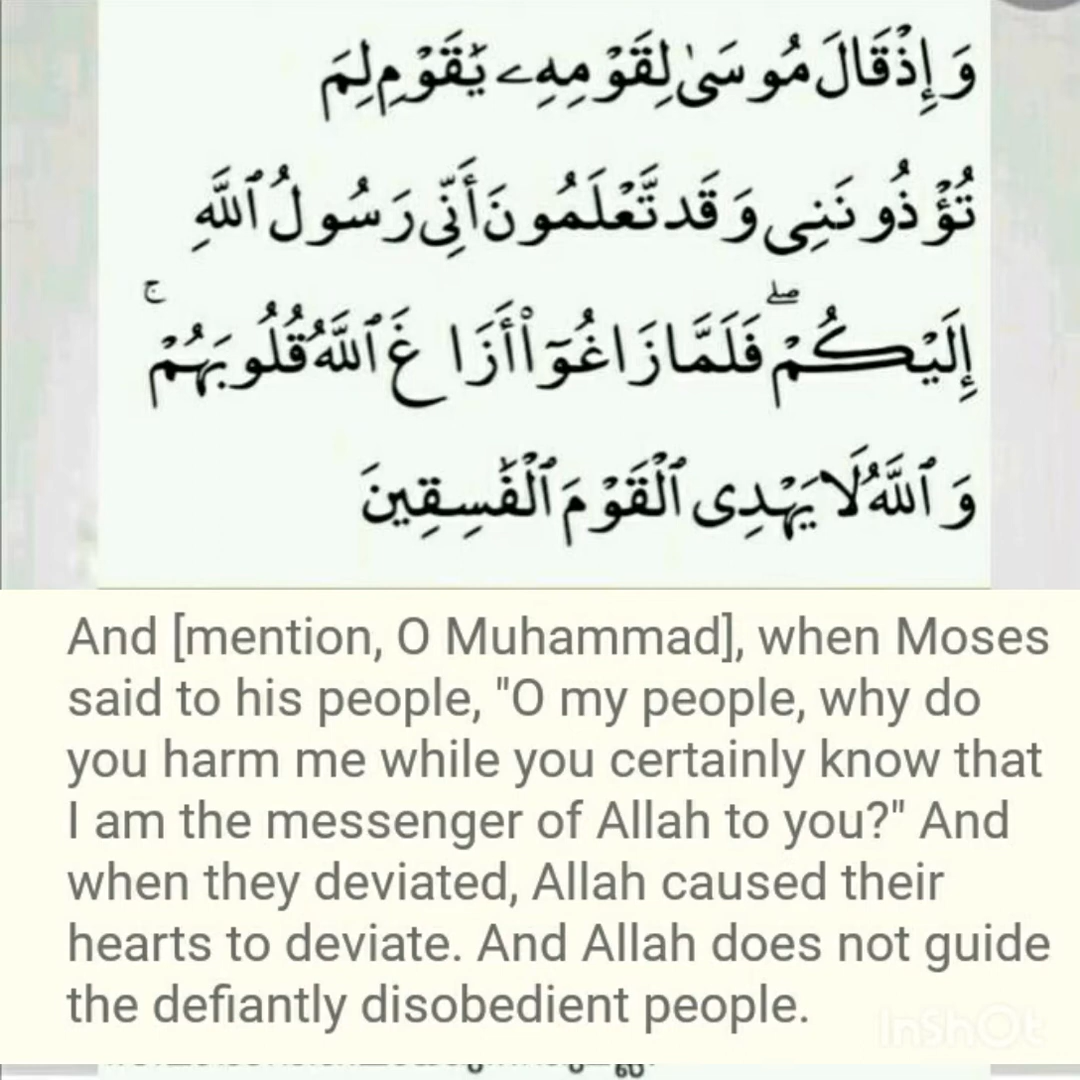 وَإِذْ قَالَ مُوسَىٰ لِقَوْمِهِۦ يَٰقَوْمِ لِمَ
تُؤْذُونَنِى وَقَد تَّعْلَمُونَ أَنِّى رَسُولُ ٱللَّهِ
إِلَيْكُمْ ۖ فَلَمَّا زَاغُوٓا۟ أَزَاغَ ٱللَّهُ قُلُوبَهُمْ ۚ
وَٱللَّهُ لَا يَهْدِى ٱلْقَوْمَ ٱلْفَٰسِقِينَ
And [mention, O Muhammad], when Moses
said to his people, "O my people, why do
you harm me while you certainly know that
I am the messenger of Allah to you?" And
when they deviated, Allah caused their
hearts to deviate. And Allah does not guide
the defiantly disobedient people.
InShOt